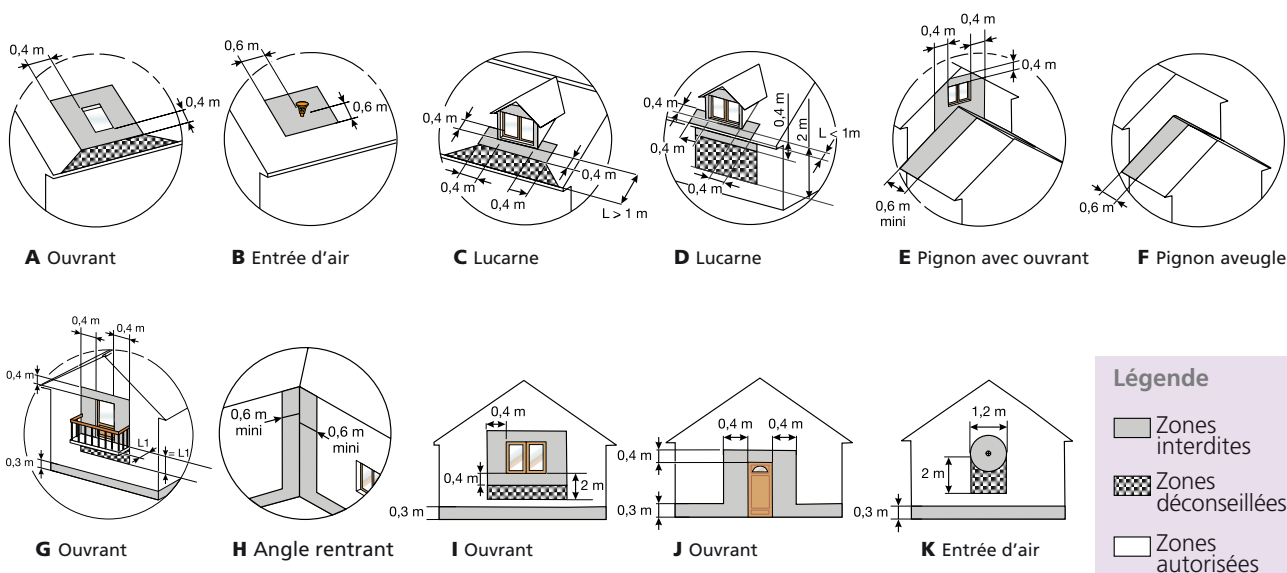 0,4 m
0,4 m
A Ouvrant
0,6 m
0,6 m
B Entrée d'air
0,4 m
0,4 m
0,4 m
0,4 m
L > 1 m
C Lucarne
0,4 m
0,4 m
0,4 m
0,4 m
2 m
L < 1m
D Lucarne
0,4 m
0,4 m
0,4 m
0,6 m
mini
E Pignon avec ouvrant
0,6 m
F Pignon aveugle
0,4 m
0,4 m
0,4 m
0,3 m
L1
= L1
G Ouvrant
0,6 m
mini
0,6 m
mini
H Angle rentrant
0,4 m
0,4 m
2 m
0,3 m
I Ouvrant
0,4 m
0,4 m
0,4 m
0,3 m
J Ouvrant
1,2 m
2 m
0,3 m
K Entrée d'air
Légende
Zones
interdites
Zones
déconseillées
Zones
autorisées